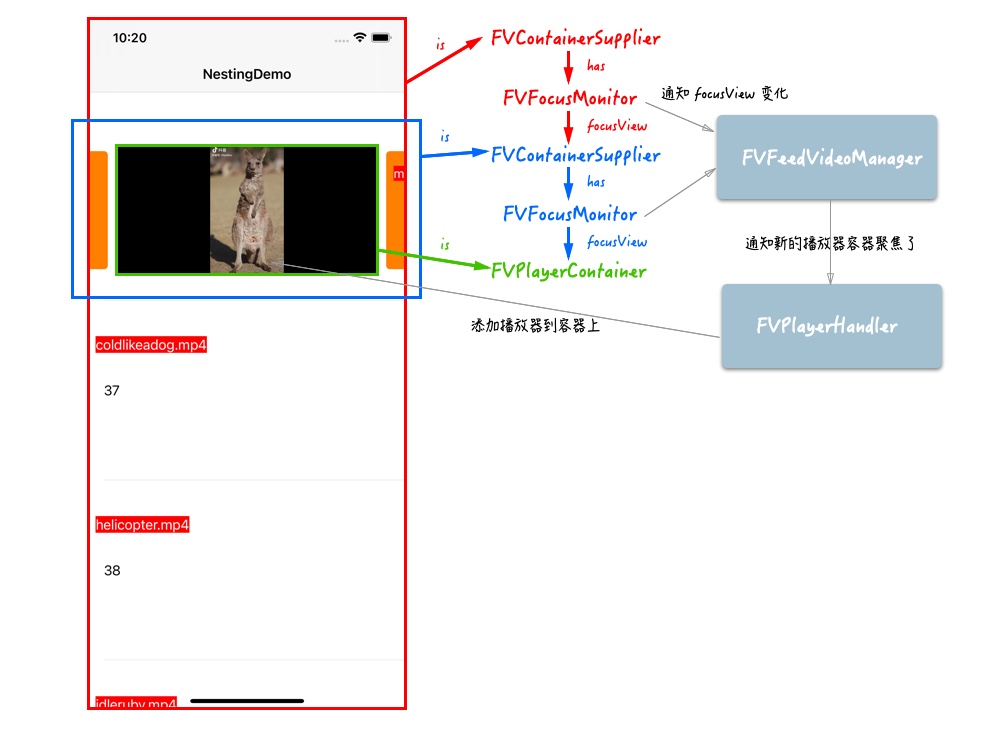 10:20
NestingDemo
m
coldlikeadog.mp4
37
helicopter.mp4
38
idleruby.mp4
is
FVContainerSupplier
has
FVFocusMonitor
focusView
is
FVContainerSupplier
has
FVFocusMonitor
focusView
is
FVPlayerContainer
通知 focusView 变化
FVFeedVideoManager
通知新的播放器容器聚焦了
FVPlayerHandler
添加播放器到容器上